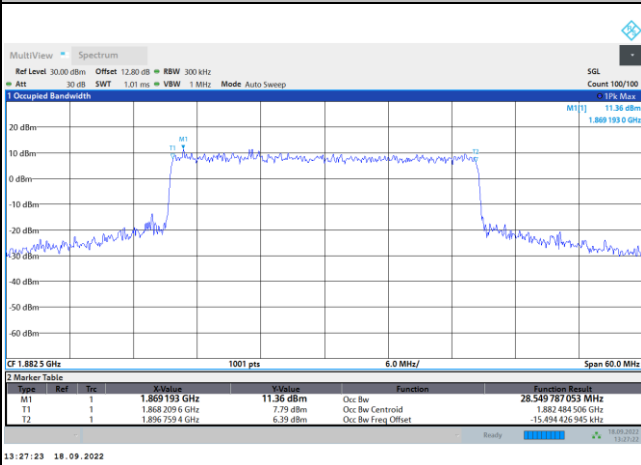 MultiView Spectrum
Ref Level 30.00 dBm Offset 12.80 dB RBW 300 kHz SGL
Att 30 dB SWT 1.01 ms VBW 1 MHz Mode Auto Sweep Count 100/100
1 Occupied Bandwidth 1Pk Max
M1[1] 11.36 dBm
1.869 193 0 GHz
20 dBm
M1
T1 T2
10 dBm
0 dBm
-10 dBm
-20 dBm
-30 dBm
-40 dBm
-50 dBm
-60 dBm
CF 1.882 5 GHz 1001 pts 6.0 MHz/ Span 60.0 MHz
2 Marker Table
Type Ref Trc X-Value Y-Value Function Function Result
M1 1 1.869 193 GHz 11.36 dBm Occ Bw 28.549 787 053 MHz
T1 1 1.868 209 6 GHz 7.79 dBm Occ Bw Centroid 1.882 484 506 GHz
T2 1 1.896 759 4 GHz 6.39 dBm Occ Bw Freq Offset -15.494 426 945 kHz
Ready 18.09.2022
13:27:22
13:27:23 18.09.2022